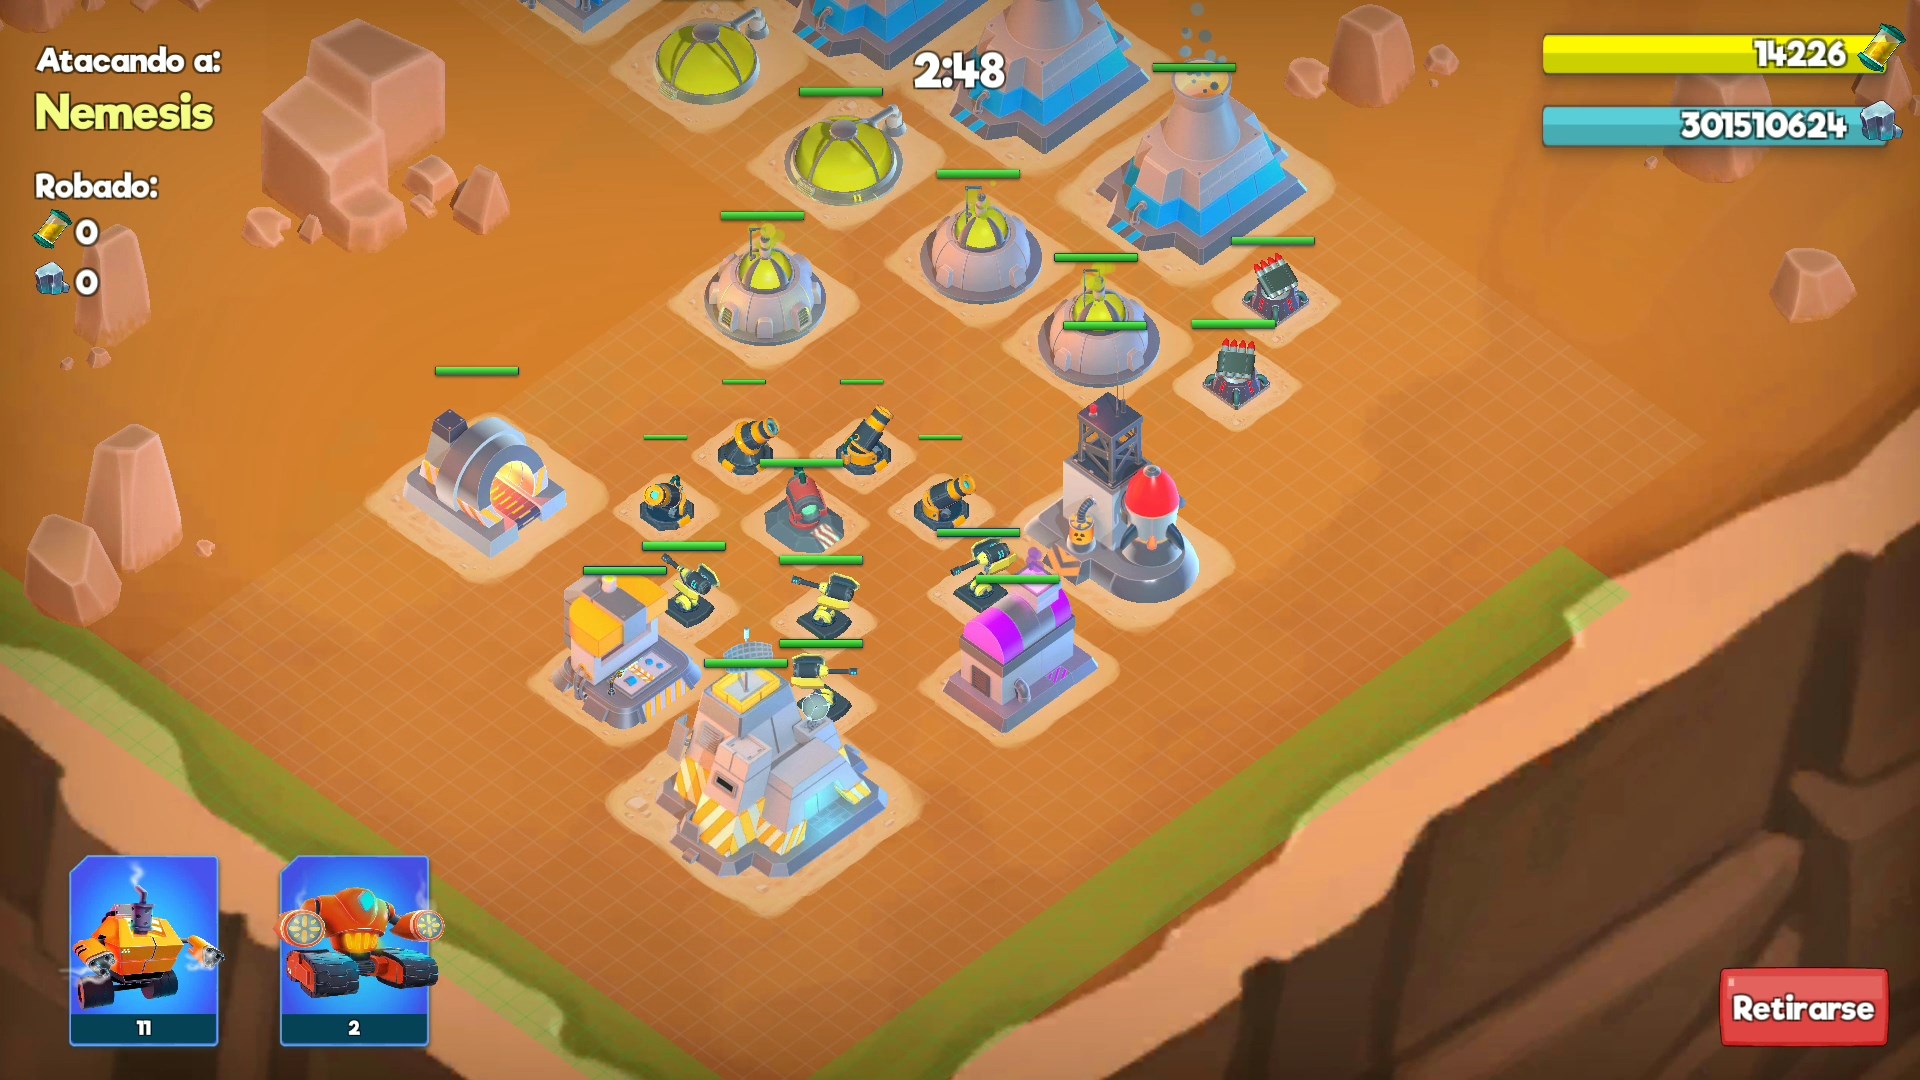 Atacando a:
Nemesis
Robado:
0
0
2:48
14226
301510624
11
2
Retirarse